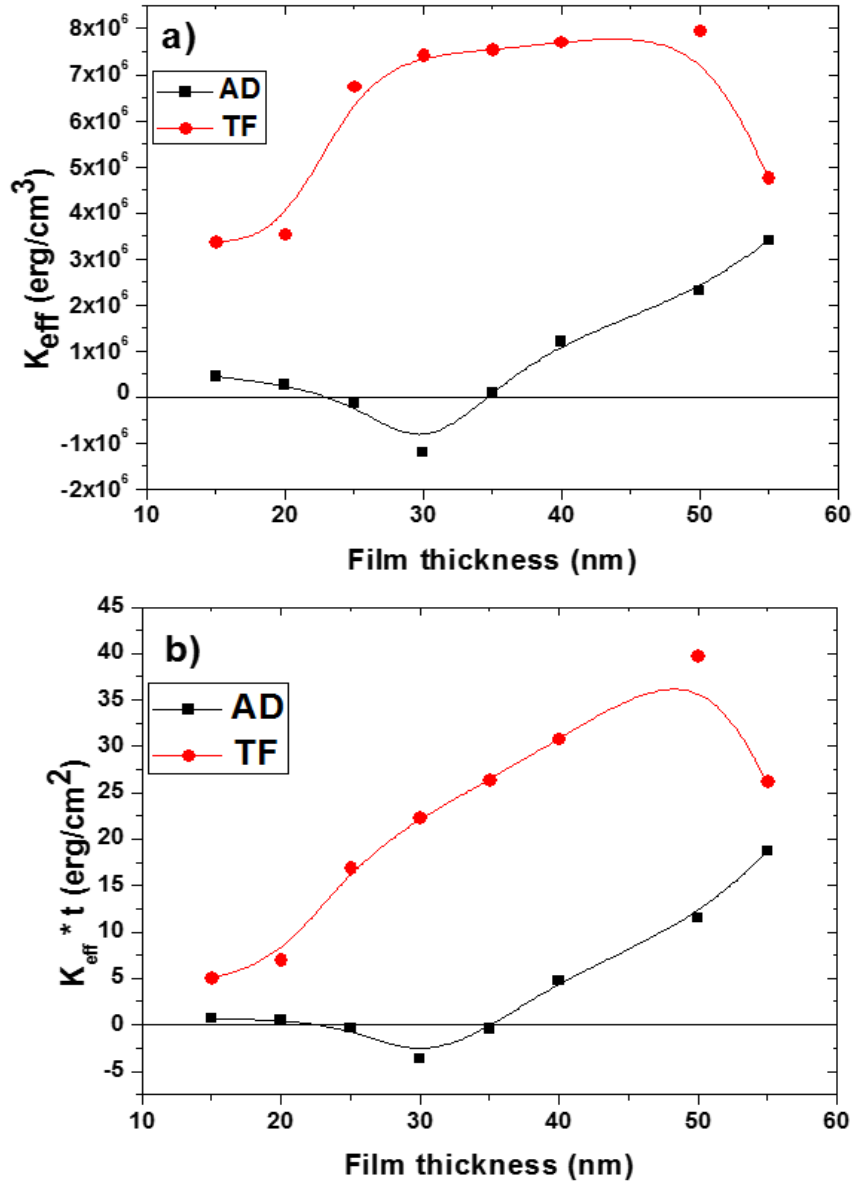 a)
AD
TF
8x10⁶
7x10⁶
6x10⁶
5x10⁶
4x10⁶
3x10⁶
2x10⁶
1x10⁶
0
-1x10⁶
-2x10⁶
K_eff (erg/cm³)
10 20 30 40 50 60
Film thickness (nm)
b)
AD
TF
45
40
35
30
25
20
15
10
5
0
-5
K_eff * t (erg/cm²)
10 20 30 40 50 60
Film thickness (nm)